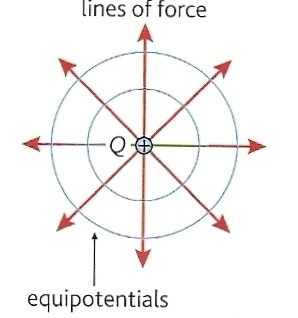 lines of force
Q +
equipotentials